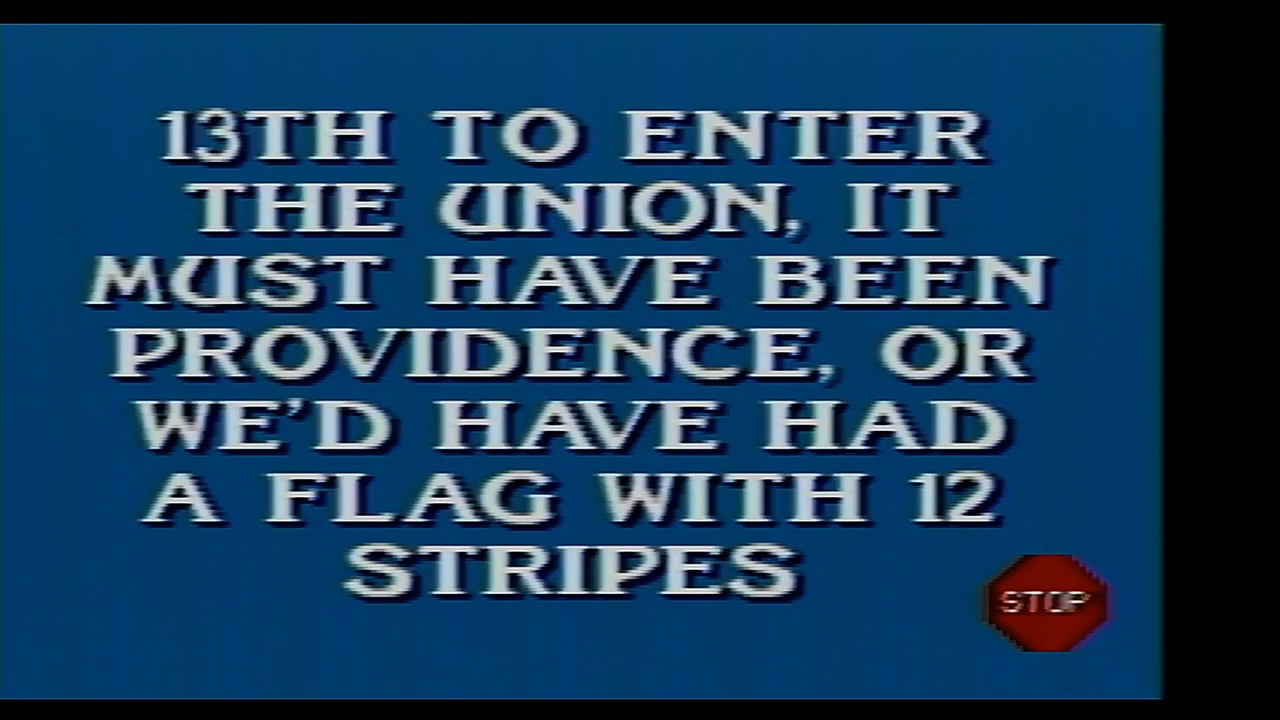 13TH TO ENTER
THE UNION, IT
MUST HAVE BEEN
PROVIDENCE, OR
WE'D HAVE HAD
A FLAG WITH 12
STRIPES
STOP